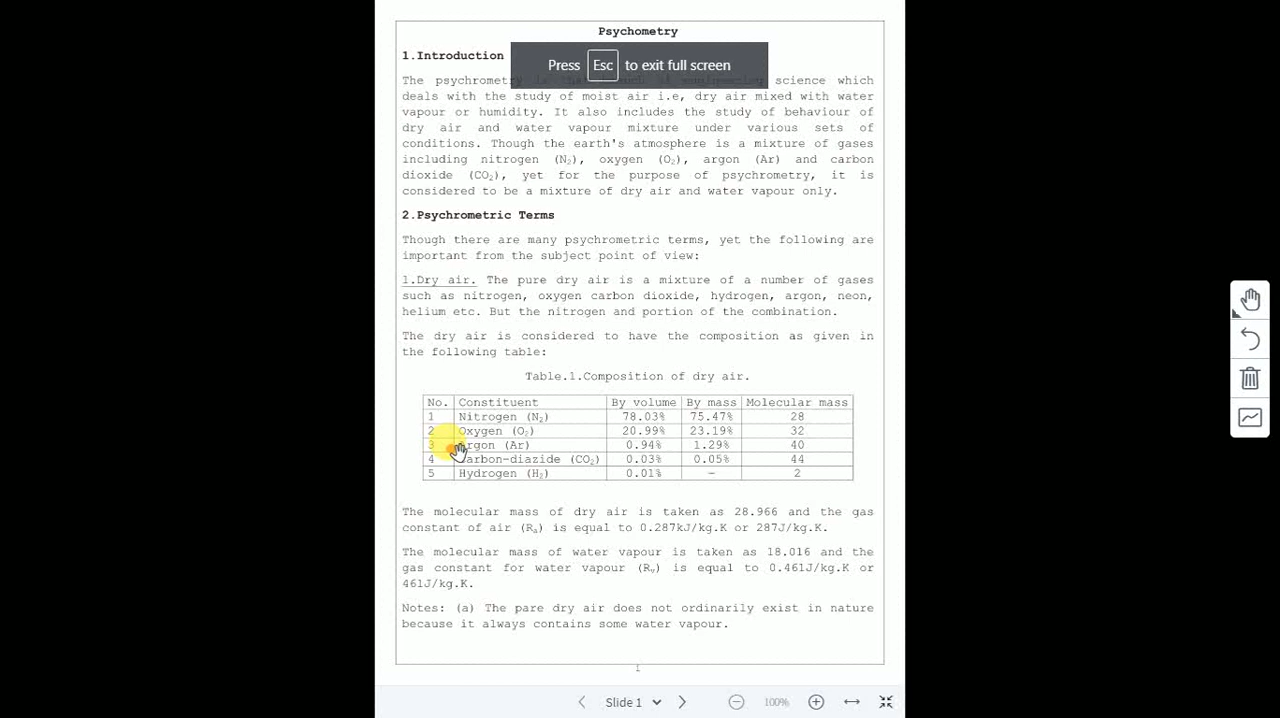 Psychometry
1.Introduction
Press Esc to exit full screen
The psychometry is that branch of engineering science which
deals with the study of moist air i.e, dry air mixed with water
vapour or humidity. It also includes the study of behaviour of
dry air and water vapour mixture under various sets of
conditions. Though the earth's atmosphere is a mixture of gases
including nitrogen (N₂), oxygen (O₂), argon (Ar) and carbon
dioxide (CO₂), yet for the purpose of psychrometry, it is
considered to be a mixture of dry air and water vapour only.
2.Psychrometric Terms
Though there are many psychrometric terms, yet the following are
important from the subject point of view:
1.Dry air. The pure dry air is a mixture of a number of gases
such as nitrogen, oxygen carbon dioxide, hydrogen, argon, neon,
helium etc. But the nitrogen and portion of the combination.
The dry air is considered to have the composition as given in
the following table:
Table.1.Composition of dry air.
No. Constituent By volume By mass Molecular mass
1 Nitrogen (N₂) 78.03% 75.47% 28
2 Oxygen (O₂) 20.99% 23.19% 32
3 Argon (Ar) 0.94% 1.29% 40
4 Carbon-diazide (CO₂) 0.03% 0.05% 44
5 Hydrogen (H₂) 0.01% – 2
The molecular mass of dry air is taken as 28.966 and the gas
constant of air (Rₐ) is equal to 0.287kJ/kg.K or 287J/kg.K.
The molecular mass of water vapour is taken as 18.016 and the
gas constant for water vapour (Rᵥ) is equal to 0.461J/kg.K or
461J/kg.K.
Notes: (a) The pare dry air does not ordinarily exist in nature
because it always contains some water vapour.
1
Slide 1 100%